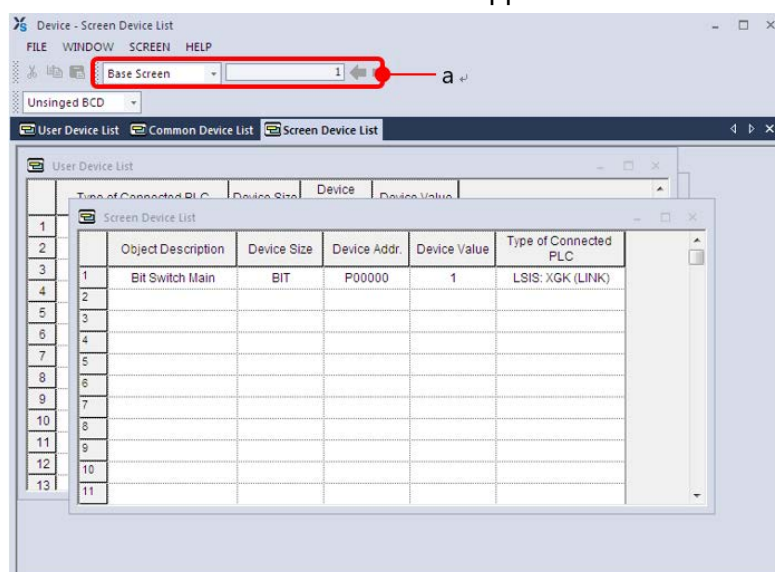 Device - Screen Device List
FILE WINDOW SCREEN HELP
Base Screen 1
a
Unsinged BCD
User Device List Common Device List Screen Device List
User Device List
Type of Connected PLC Device Size Device Device Value
Screen Device List
Object Description Device Size Device Addr. Device Value Type of Connected PLC
1 Bit Switch Main BIT P00000 1 LSIS: XGK (LINK)
2
3
4
5
6
7
8
9
10
11
1
2
3
4
5
6
7
8
9
10
11
12
13